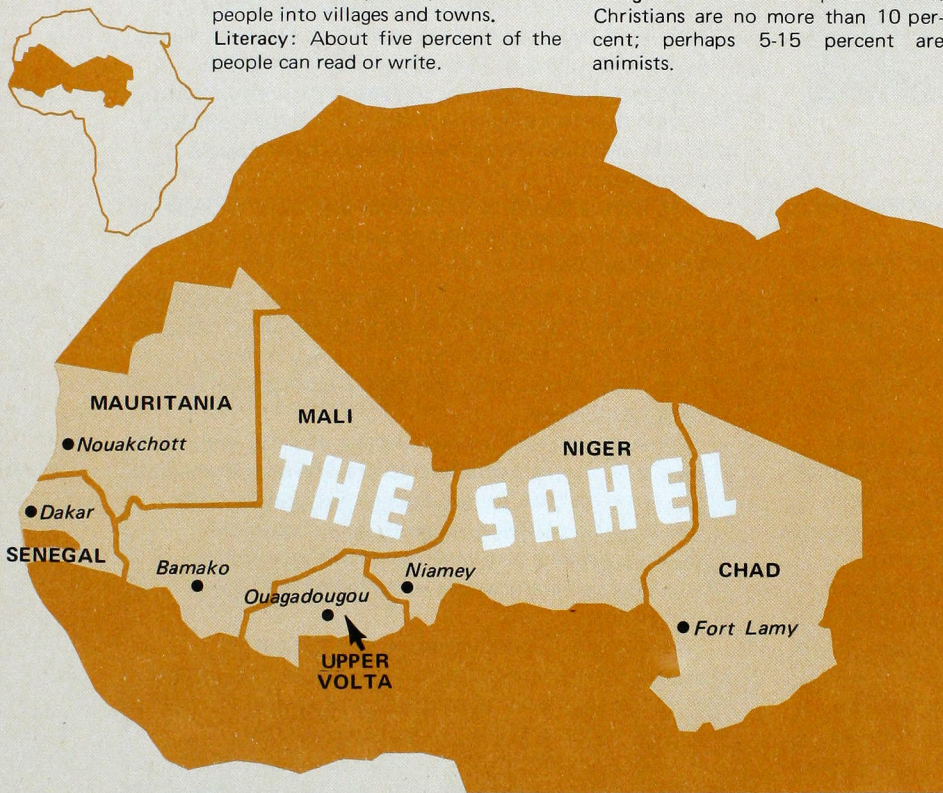 people into villages and towns.
Literacy: About five percent of the
people can read or write.
Christians are no more than 10 per-
cent; perhaps 5-15 percent are
animists.
MAURITANIA
MALI
Nouakchott
NIGER
THE SAHEL
Dakar
SENEGAL
Bamako
Niamey
CHAD
Ouagadougou
Fort Lamy
UPPER
VOLTA